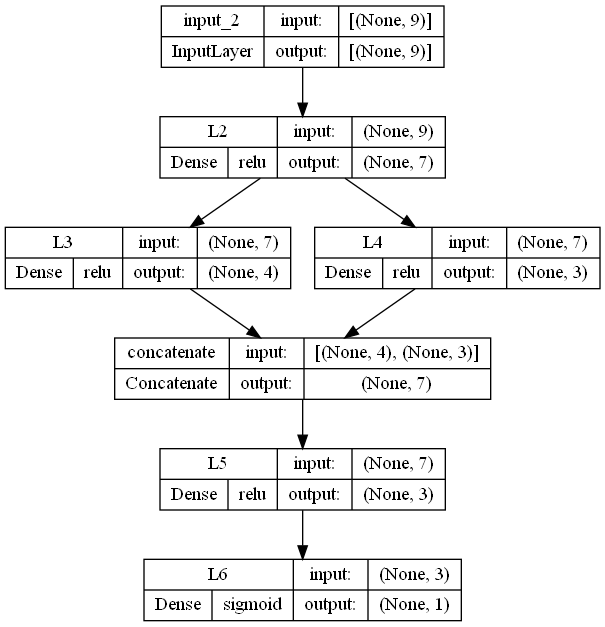 input_2 input: [(None, 9)]
InputLayer output: [(None, 9)]
L2 input: (None, 9)
Dense relu output: (None, 7)
L3 input: (None, 7)
Dense relu output: (None, 4)
L4 input: (None, 7)
Dense relu output: (None, 3)
concatenate input: [(None, 4), (None, 3)]
Concatenate output: (None, 7)
L5 input: (None, 7)
Dense relu output: (None, 3)
L6 input: (None, 3)
Dense sigmoid output: (None, 1)